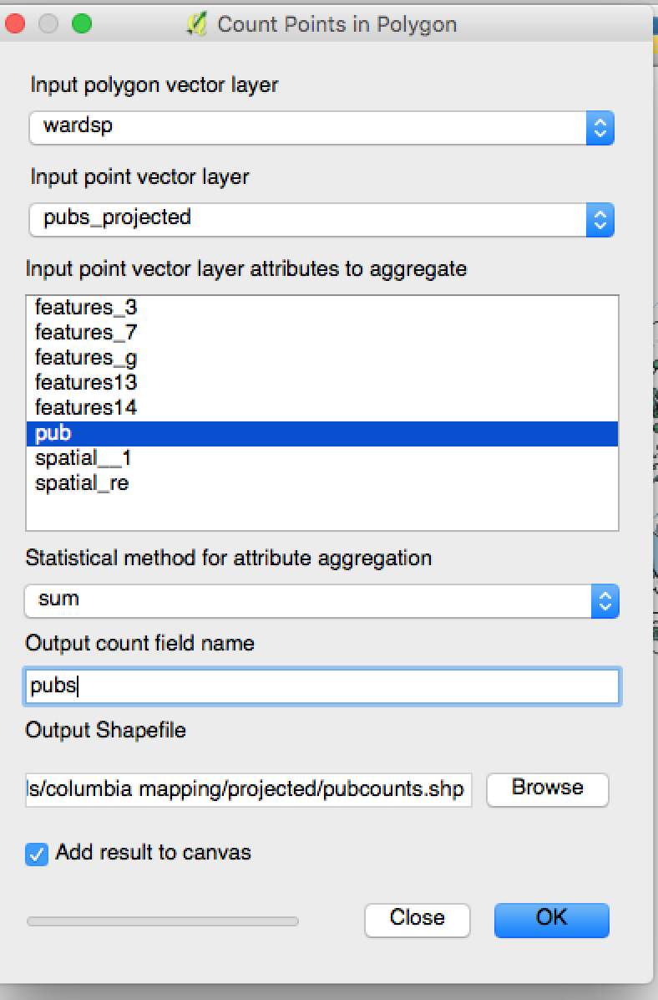 Count Points in Polygon
Input polygon vector layer
wardsp
Input point vector layer
pubs_projected
Input point vector layer attributes to aggregate
features_3
features_7
features_g
features13
features14
pub
spatial__1
spatial_re
Statistical method for attribute aggregation
sum
Output count field name
pubs
Output Shapefile
ls/columbia mapping/projected/pubcounts.shp
Browse
Add result to canvas
Close
OK